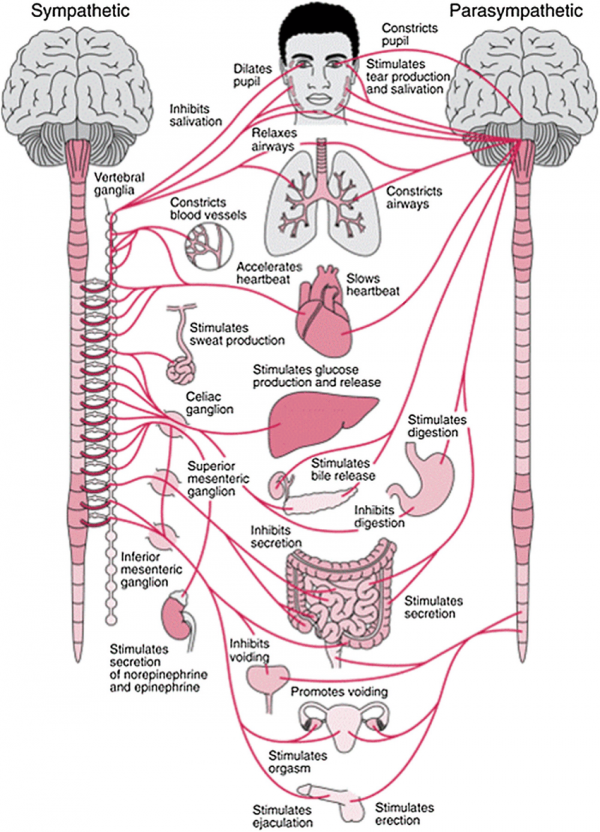 Sympathetic
Parasympathetic
Constricts
pupil
Dilates
pupil
Stimulates
tear production
and salivation
Inhibits
salivation
Relaxes
airways
Vertebral
ganglia
Constricts
blood vessels
Constricts
airways
Accelerates
heartbeat
Slows
heartbeat
Stimulates
sweat production
Stimulates glucose
production and release
Celiac
ganglion
Stimulates
digestion
Superior
mesenteric
ganglion
Stimulates
bile release
Inhibits
digestion
Inhibits
secretion
Inferior
mesenteric
ganglion
Stimulates
secretion
Stimulates
secretion
of norepinephrine
and epinephrine
Inhibits
voiding
Promotes voiding
Stimulates
orgasm
Stimulates
ejaculation
Stimulates
erection